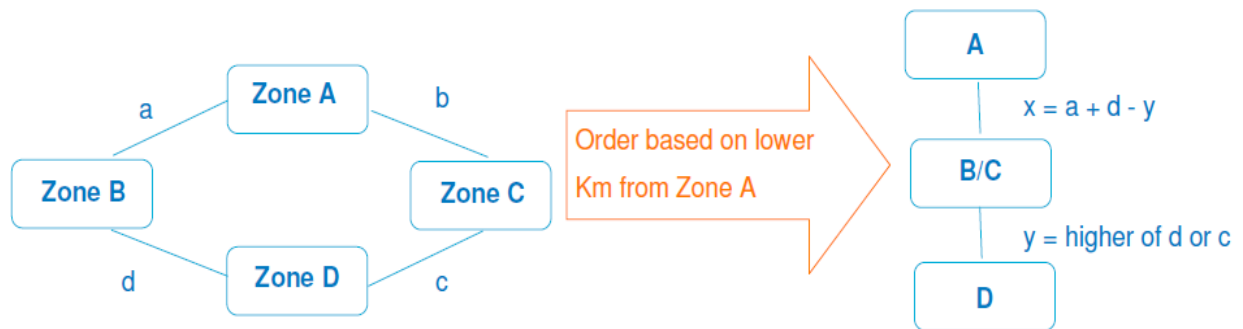 Zone A
a
b
Zone B
Zone C
d
Zone D
c
Order based on lower
Km from Zone A
A
x = a + d - y
B/C
y = higher of d or c
D